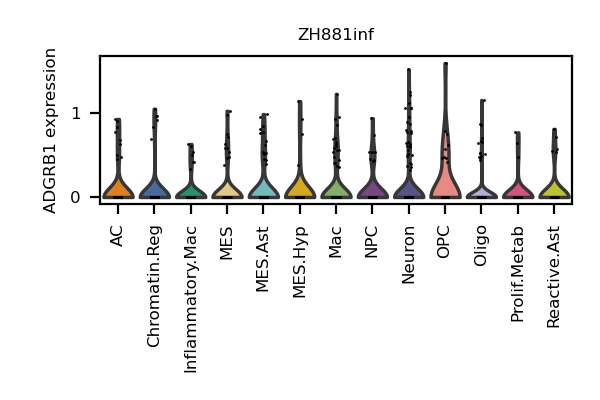 ZH881inf
ADGRB1 expression
1
0
AC
Chromatin.Reg
Inflammatory.Mac
MES
MES.Ast
MES.Hyp
Mac
NPC
Neuron
OPC
Oligo
Prolif.Metab
Reactive.Ast